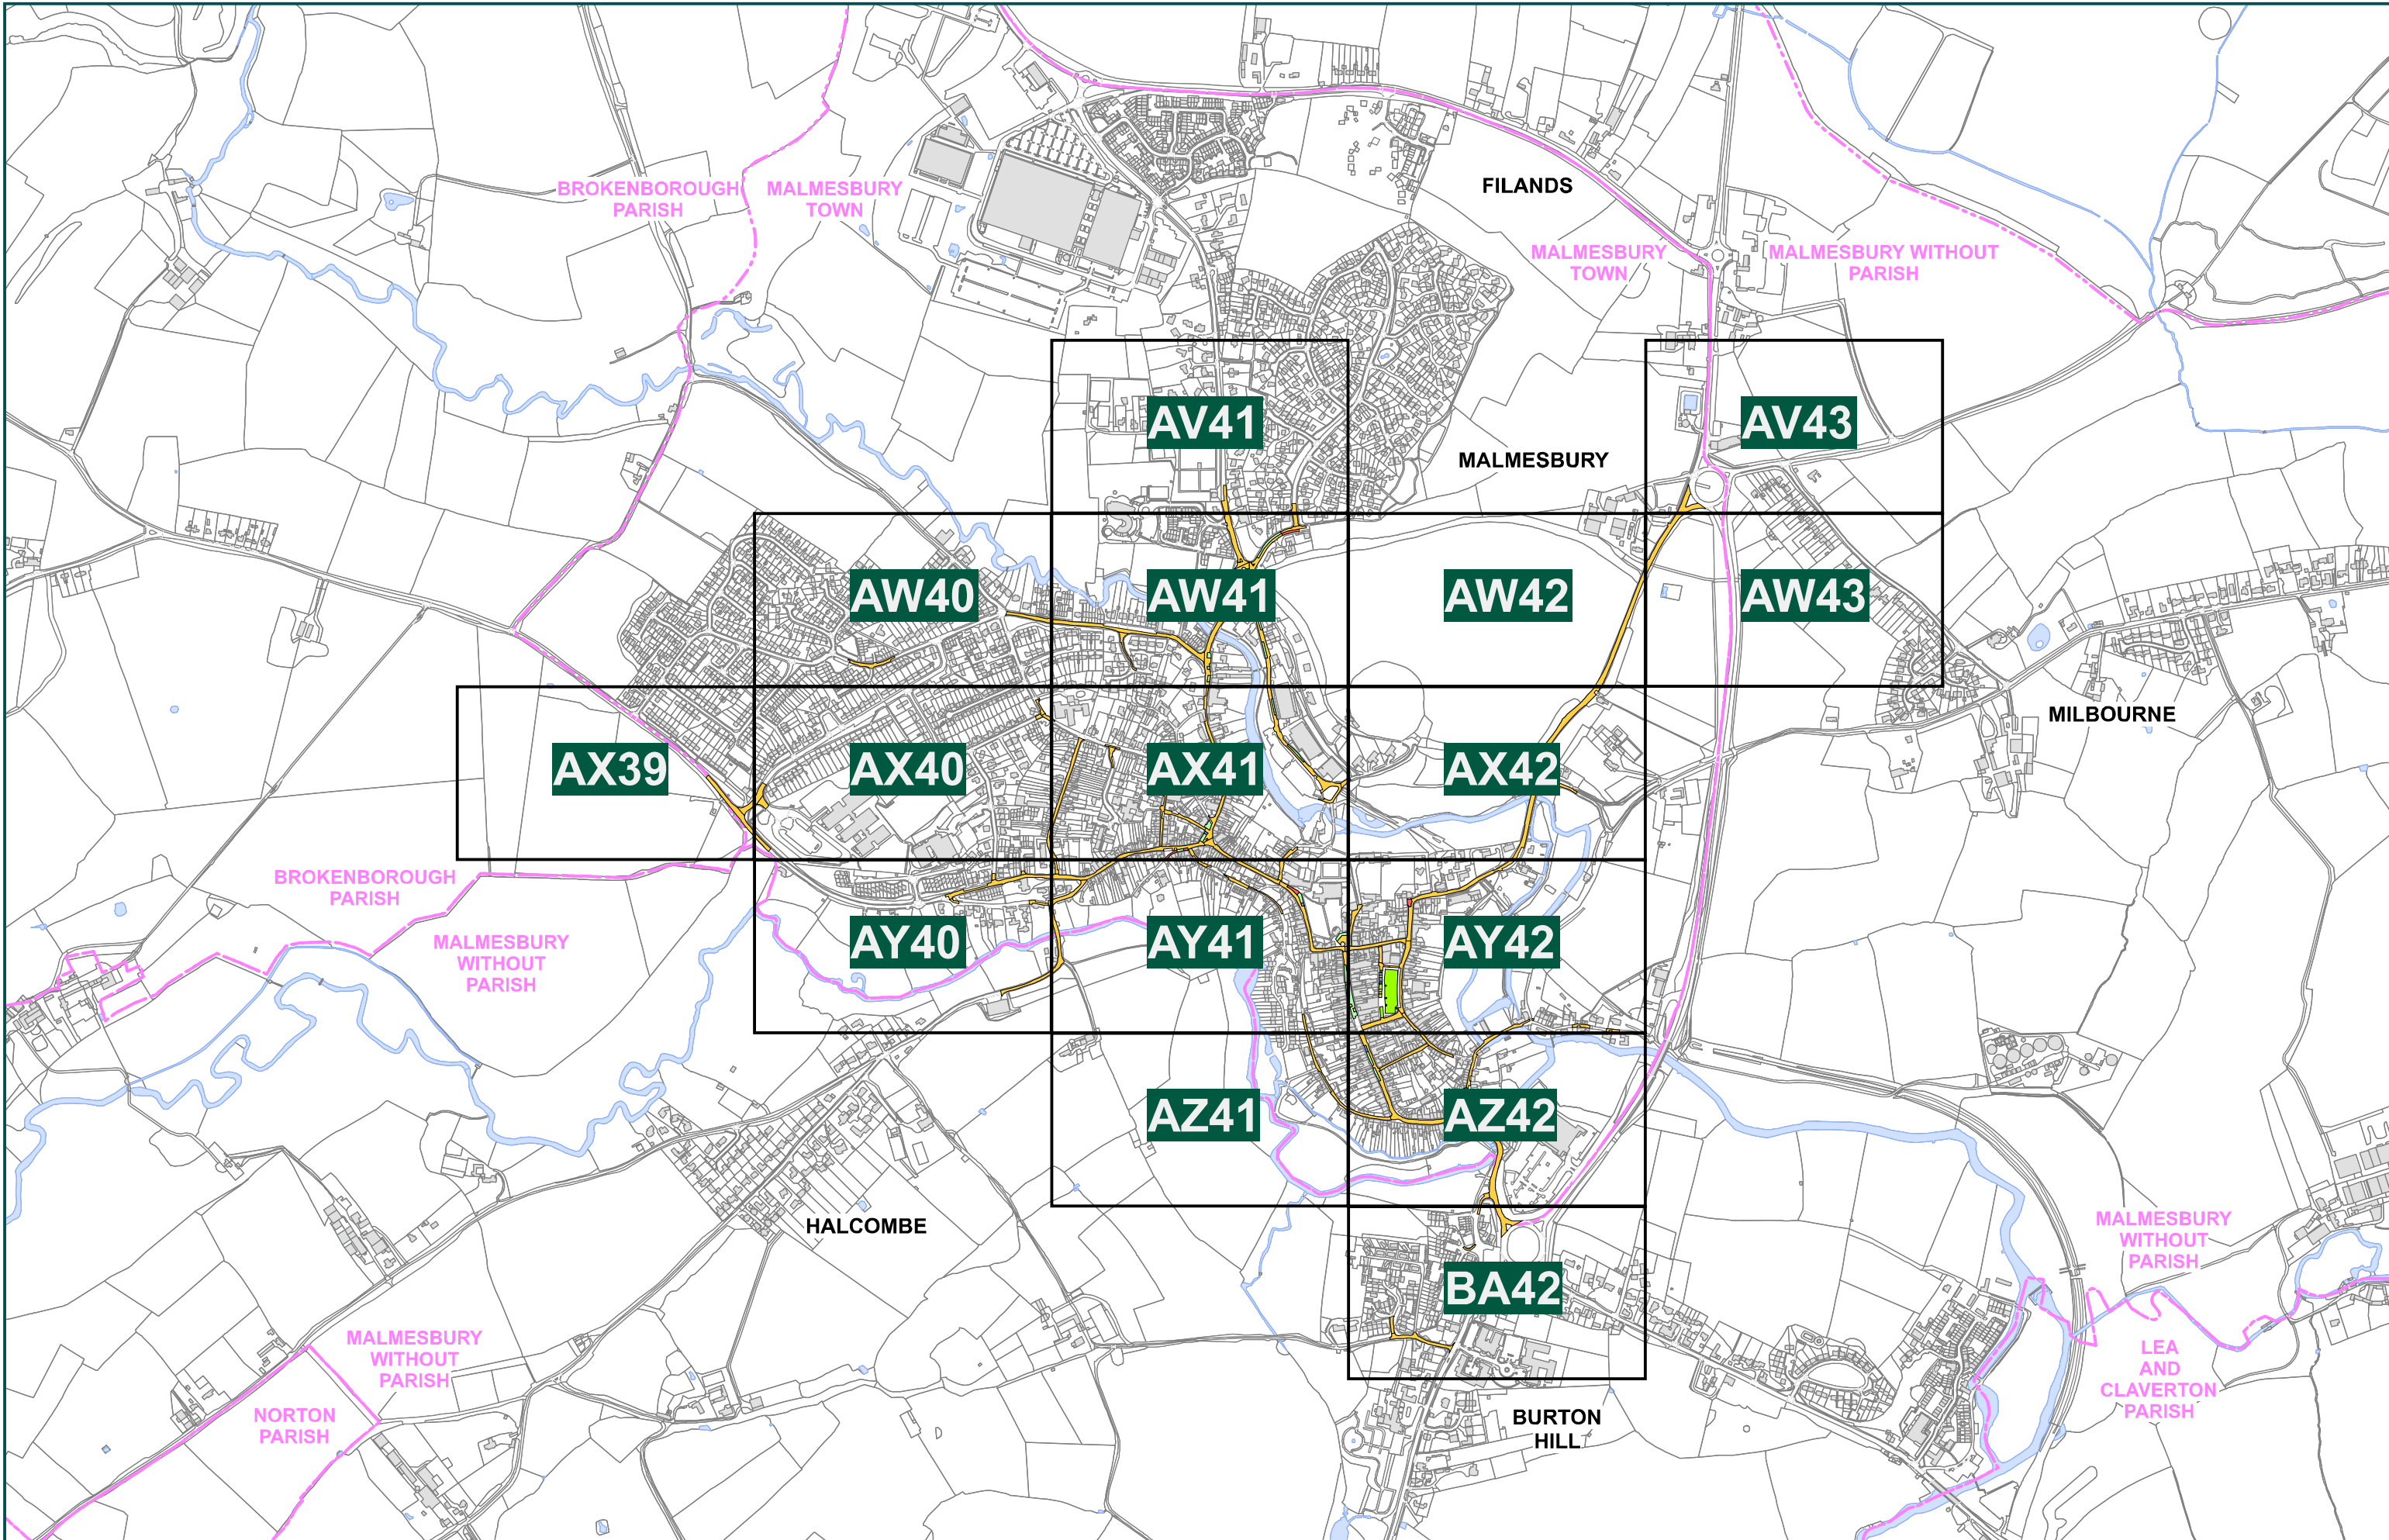 BROKENBOROUGH
PARISH
MALMESBURY
TOWN
FILANDS
MALMESBURY
TOWN
MALMESBURY WITHOUT
PARISH
AV41
AV43
MALMESBURY
AW40
AW41
AW42
AW43
MILBOURNE
AX39
AX40
AX41
AX42
BROKENBOROUGH
PARISH
MALMESBURY
WITHOUT
PARISH
AY40
AY41
AY42
AZ41
AZ42
HALCOMBE
MALMESBURY
WITHOUT
PARISH
BA42
MALMESBURY
WITHOUT
PARISH
LEA
AND
CLAVERTON
PARISH
NORTON
PARISH
BURTON
HILL